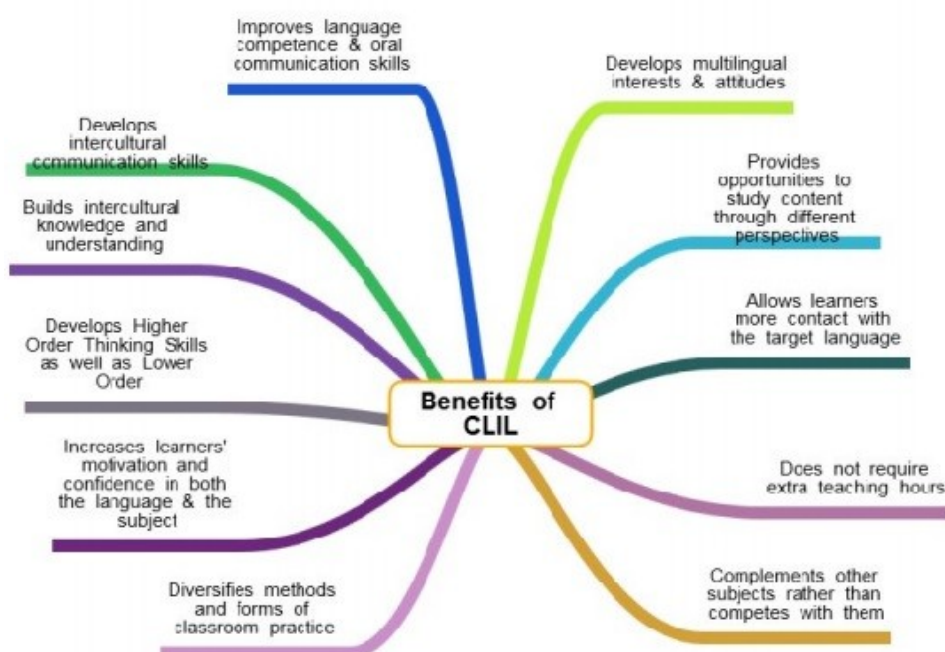 Improves language
competence & oral
communication skills
Develops multilingual
interests & attitudes
Develops
intercultural
communication skills
Provides
opportunities to
study content
through different
perspectives
Builds intercultural
knowledge and
understanding
Allows learners
more contact with
the target language
Develops Higher
Order Thinking Skills
as well as Lower
Order
Benefits of
CLIL
Increases learners'
motivation and
confidence in both
the language & the
subject
Does not require
extra teaching hours
Diversifies methods
and forms of
classroom practice
Complements other
subjects rather than
competes with them